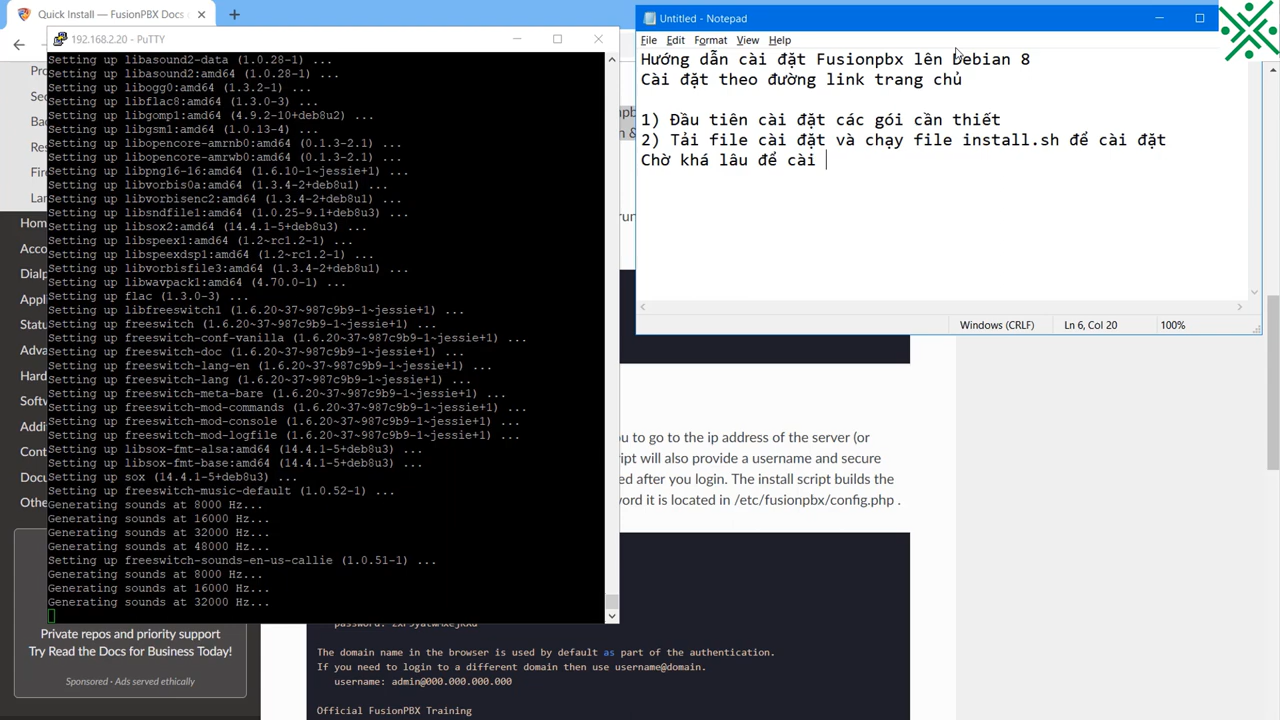 Quick Install — FusionPBX Docs
192.168.2.20 - PuTTY
Setting up libasound2-data (1.0.28-1) ...
Setting up libasound2:amd64 (1.0.28-1) ...
Setting up libogg0:amd64 (1.3.2-1) ...
Setting up libflac8:amd64 (1.3.0-3) ...
Setting up libgomp1:amd64 (4.9.2-10+deb8u2) ...
Setting up libgsm1:amd64 (1.0.13-4) ...
Setting up libopencore-amrnb0:amd64 (0.1.3-2.1) ...
Setting up libopencore-amrwb0:amd64 (0.1.3-2.1) ...
Setting up libpng16-16:amd64 (1.6.10-1~jessie+1) ...
Setting up libvorbis0a:amd64 (1.3.4-2+deb8u1) ...
Setting up libvorbisenc2:amd64 (1.3.4-2+deb8u1) ...
Setting up libsndfile1:amd64 (1.0.25-9.1+deb8u3) ...
Setting up libsox2:amd64 (14.4.1-5+deb8u3) ...
Setting up libspeex1:amd64 (1.2~rc1.2-1) ...
Setting up libspeexdsp1:amd64 (1.2~rc1.2-1) ...
Setting up libvorbisfile3:amd64 (1.3.4-2+deb8u1) ...
Setting up libwavpack1:amd64 (4.70.0-1) ...
Setting up flac (1.3.0-3) ...
Setting up libfreeswitch1 (1.6.20~37~987c9b9-1~jessie+1) ...
Setting up freeswitch (1.6.20~37~987c9b9-1~jessie+1) ...
Setting up freeswitch-conf-vanilla (1.6.20~37~987c9b9-1~jessie+1) ...
Setting up freeswitch-doc (1.6.20~37~987c9b9-1~jessie+1) ...
Setting up freeswitch-lang-en (1.6.20~37~987c9b9-1~jessie+1) ...
Setting up freeswitch-lang (1.6.20~37~987c9b9-1~jessie+1) ...
Setting up freeswitch-meta-bare (1.6.20~37~987c9b9-1~jessie+1) ...
Setting up freeswitch-mod-commands (1.6.20~37~987c9b9-1~jessie+1) ...
Setting up freeswitch-mod-console (1.6.20~37~987c9b9-1~jessie+1) ...
Setting up freeswitch-mod-logfile (1.6.20~37~987c9b9-1~jessie+1) ...
Setting up libsox-fmt-alsa:amd64 (14.4.1-5+deb8u3) ...
Setting up libsox-fmt-base:amd64 (14.4.1-5+deb8u3) ...
Setting up sox (14.4.1-5+deb8u3) ...
Setting up freeswitch-music-default (1.0.52-1) ...
Generating sounds at 8000 Hz...
Generating sounds at 16000 Hz...
Generating sounds at 32000 Hz...
Generating sounds at 48000 Hz...
Setting up freeswitch-sounds-en-us-callie (1.0.51-1) ...
Generating sounds at 8000 Hz...
Generating sounds at 16000 Hz...
Generating sounds at 32000 Hz...
Untitled - Notepad
File Edit Format View Help
Hướng dẫn cài đặt Fusionpbx lên Debian 8
Cài đặt theo đường link trang chủ
1) Đầu tiên cài đặt các gói cần thiết
2) Tải file cài đặt và chạy file install.sh để cài đặt
Chờ khá lâu để cài
Windows (CRLF) Ln 6, Col 20 100%
Hom
Acco
Dialp
Appl
Statu
Adva
Hard
Softw
Addi
Cont
Docu
Othe
ou to go to the ip address of the server (or
ipt will also provide a username and secure
ed after you login. The install script builds the
word it is located in /etc/fusionpbx/config.php .
Private repos and priority support
Try Read the Docs for Business Today!
Sponsored · Ads served ethically
The domain name in the browser is used by default as part of the authentication.
If you need to login to a different domain then use username@domain.
username: admin@000.000.000.000
Official FusionPBX Training